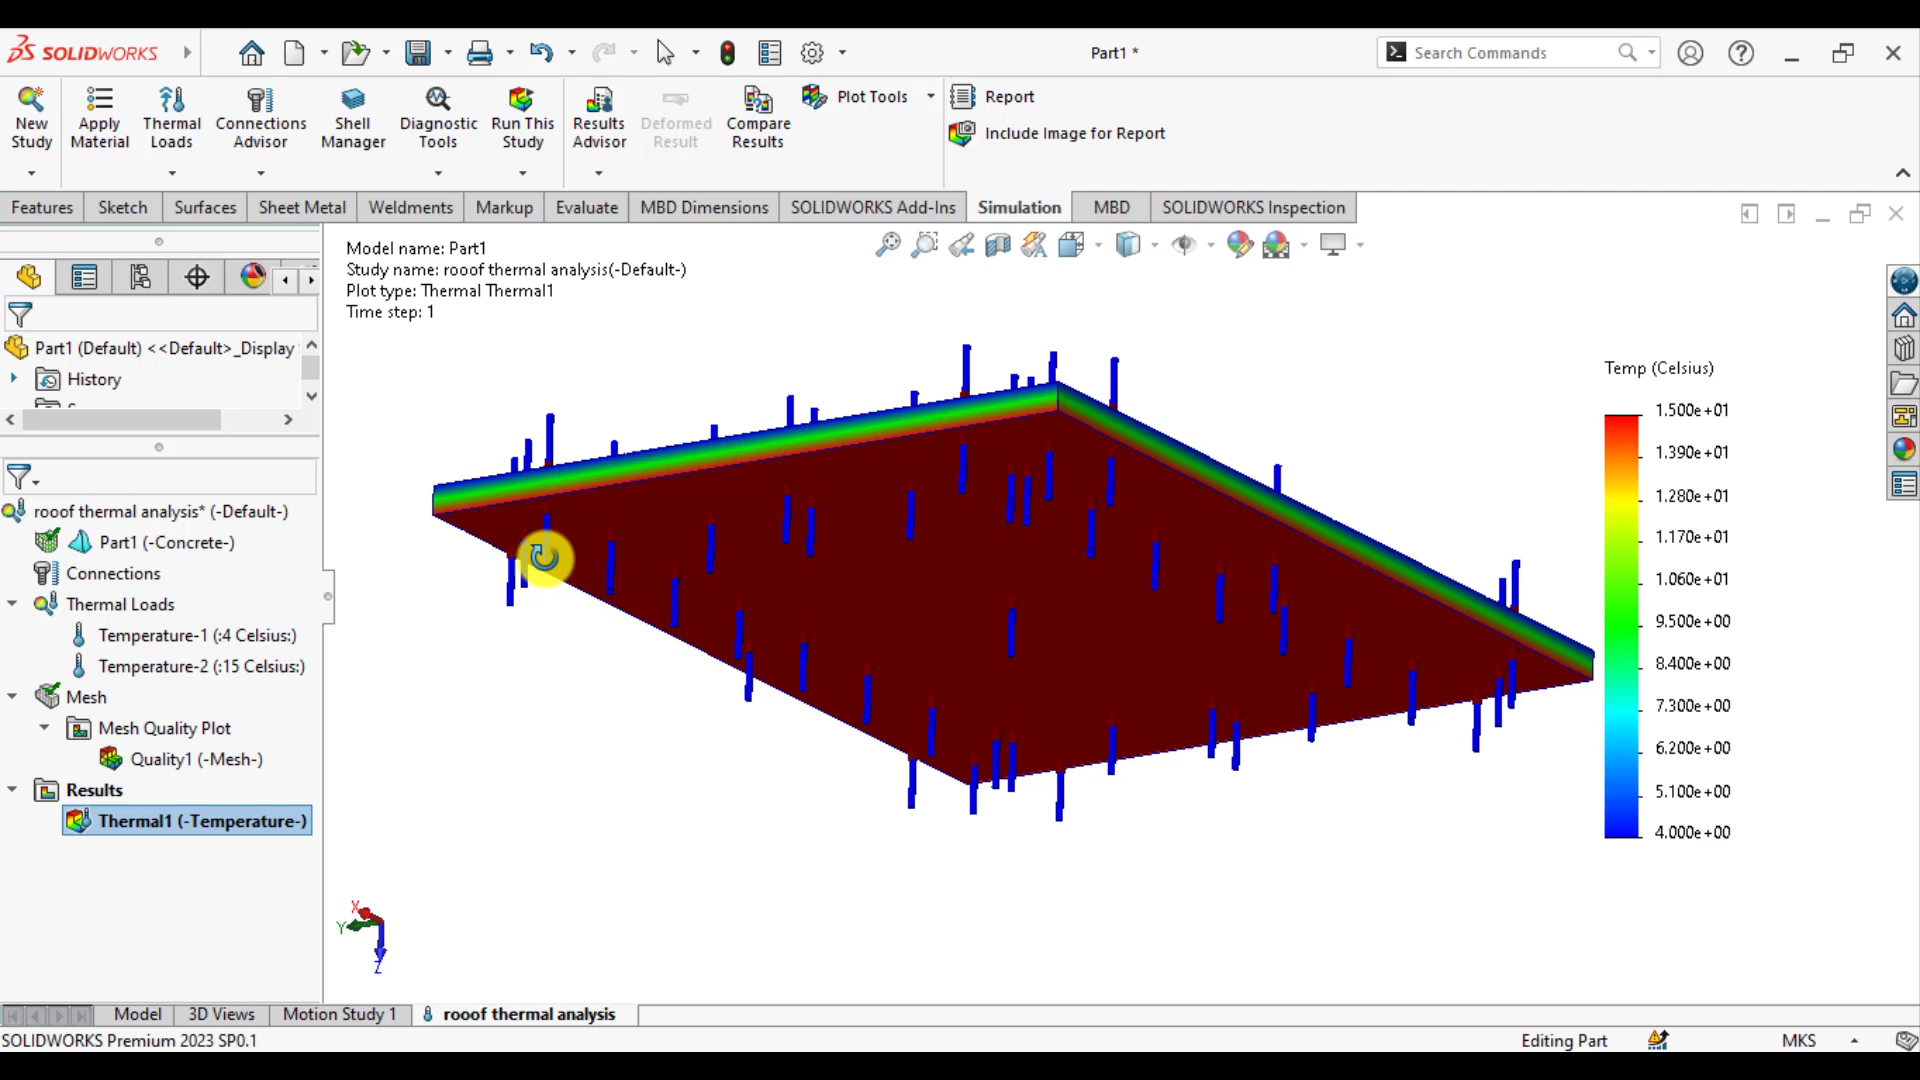 SOLIDWORKS
Part1 *
Search Commands
New Study
Apply Material
Thermal Loads
Connections Advisor
Shell Manager
Diagnostic Tools
Run This Study
Results Advisor
Deformed Result
Compare Results
Plot Tools
Report
Include Image for Report
Features
Sketch
Surfaces
Sheet Metal
Weldments
Markup
Evaluate
MBD Dimensions
SOLIDWORKS Add-Ins
Simulation
MBD
SOLIDWORKS Inspection
Model name: Part1
Study name: rooof thermal analysis(-Default-)
Plot type: Thermal Thermal1
Time step: 1
Part1 (Default) <<Default>_Display
History
rooof thermal analysis* (-Default-)
Part1 (-Concrete-)
Connections
Thermal Loads
Temperature-1 (:4 Celsius:)
Temperature-2 (:15 Celsius:)
Mesh
Mesh Quality Plot
Quality1 (-Mesh-)
Results
Thermal1 (-Temperature-)
Temp (Celsius)
1.500e+01
1.390e+01
1.280e+01
1.170e+01
1.060e+01
9.500e+00
8.400e+00
7.300e+00
6.200e+00
5.100e+00
4.000e+00
X
Y
Z
Model
3D Views
Motion Study 1
rooof thermal analysis
SOLIDWORKS Premium 2023 SP0.1
Editing Part
MKS